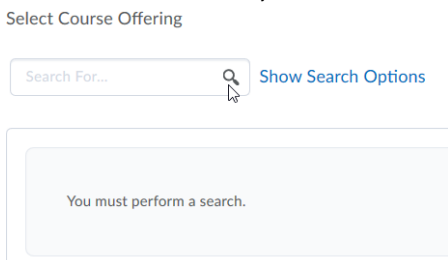 Select Course Offering
Search For...
Show Search Options
You must perform a search.